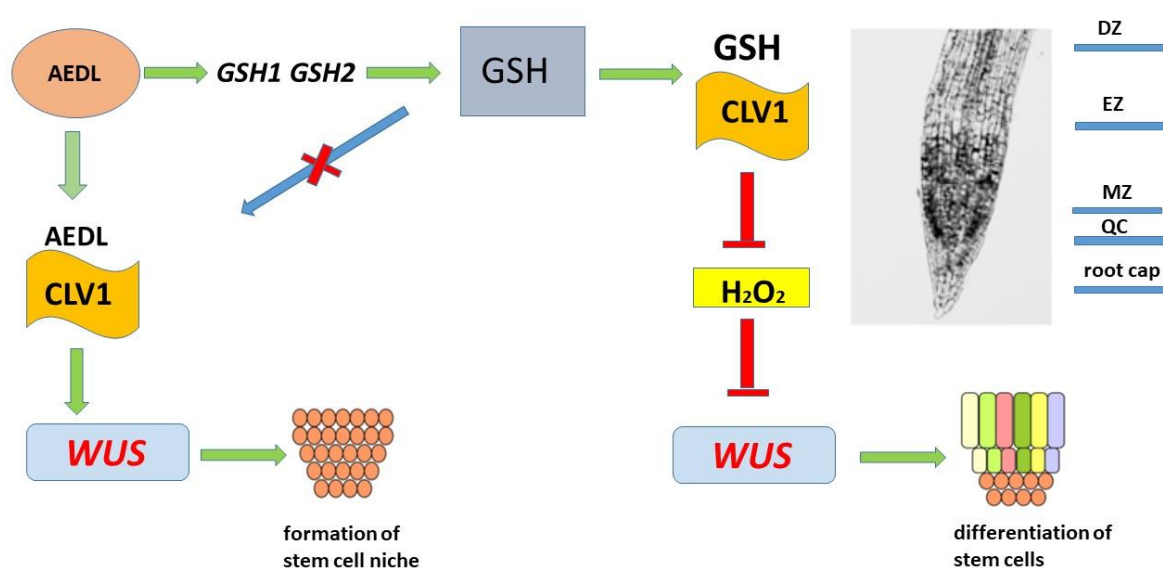 AEDL
GSH1 GSH2
GSH
GSH
CLV1
DZ
EZ
MZ
QC
root cap
AEDL
CLV1
H₂O₂
WUS
WUS
formation of
stem cell niche
differentiation of
stem cells